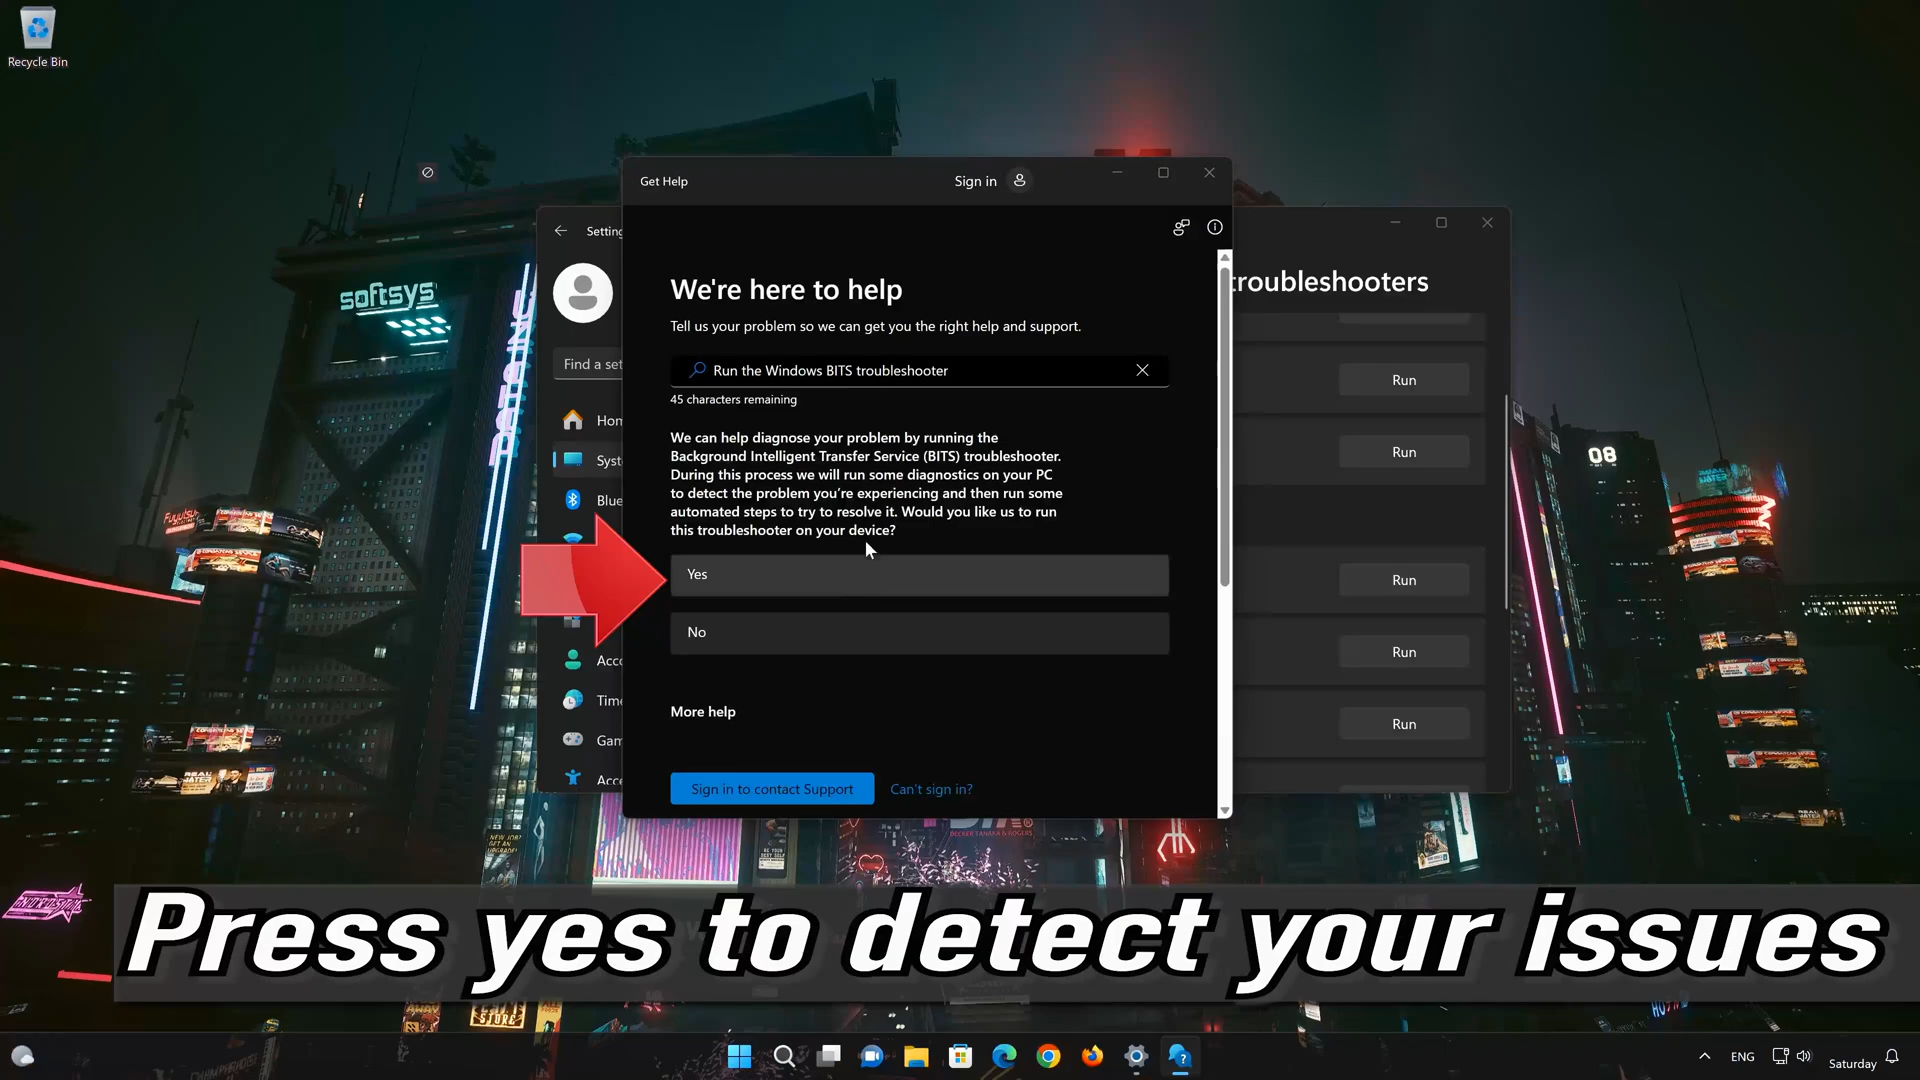 Recycle Bin
softsys
08
Get Help
Sign in
Setting
troubleshooters
We're here to help
Tell us your problem so we can get you the right help and support.
Find a set
Run the Windows BITS troubleshooter
45 characters remaining
Run
Hom
We can help diagnose your problem by running the
Background Intelligent Transfer Service (BITS) troubleshooter.
During this process we will run some diagnostics on your PC
to detect the problem you're experiencing and then run some
automated steps to try to resolve it. Would you like us to run
this troubleshooter on your device?
Run
Syst
Blue
Yes
Run
No
Run
Acco
Time
Run
More help
Gam
Acce
Sign in to contact Support
Can't sign in?
Press yes to detect your issues
ENG
Saturday